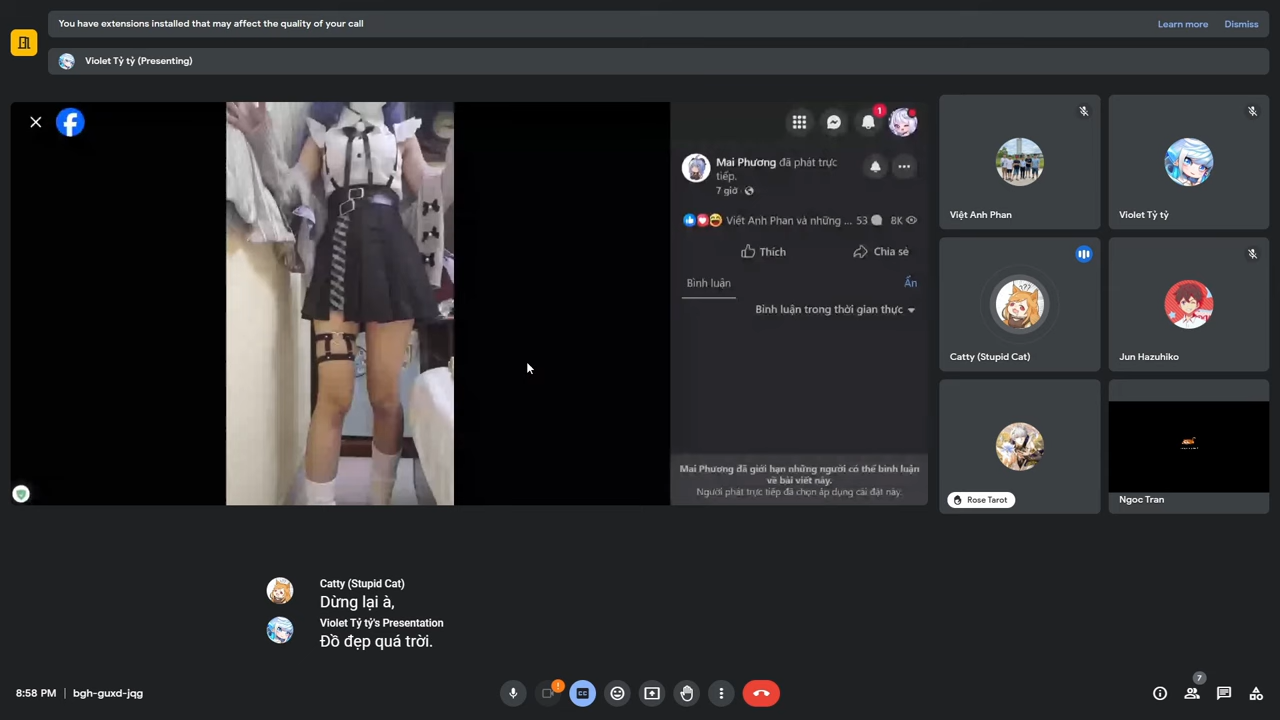 You have extensions installed that may affect the quality of your call
Learn more
Dismiss
Violet Tỷ tỷ (Presenting)
1
Mai Phương đã phát trực
tiếp.
7 giờ
Viết Anh Phan và những ... 53
8K
Thích
Chia sẻ
Bình luận
Ẩn
Bình luận trong thời gian thực
Mai Phương đã giới hạn những người có thể bình luận
về bài viết này.
Người phát trực tiếp đã chọn áp dụng cài đặt này.
Việt Anh Phan
Violet Tỷ tỷ
Catty (Stupid Cat)
Jun Hazuhiko
Rose Tarot
Ngoc Tran
Catty (Stupid Cat)
Dừng lại à,
Violet Tỷ tỷ's Presentation
Đồ đẹp quá trời.
8:58 PM
bgh-guxd-jqg
!
CC
7